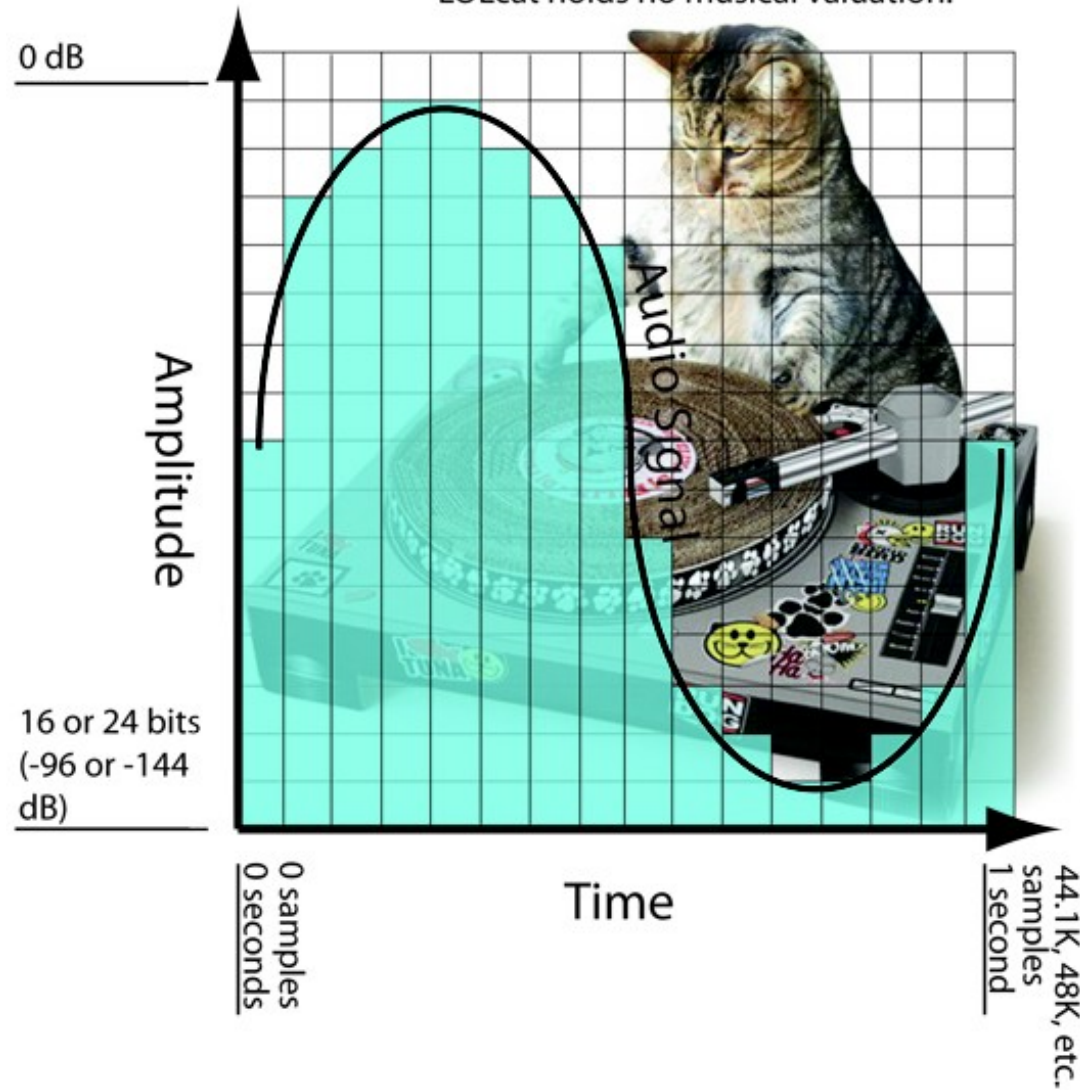 LOLcat holds no musical valuation.
0 dB
Amplitude
Audio Signal
16 or 24 bits
(-96 or -144
dB)
TUNA
0 samples
0 seconds
Time
44.1K, 48K, etc.
samples
1 second